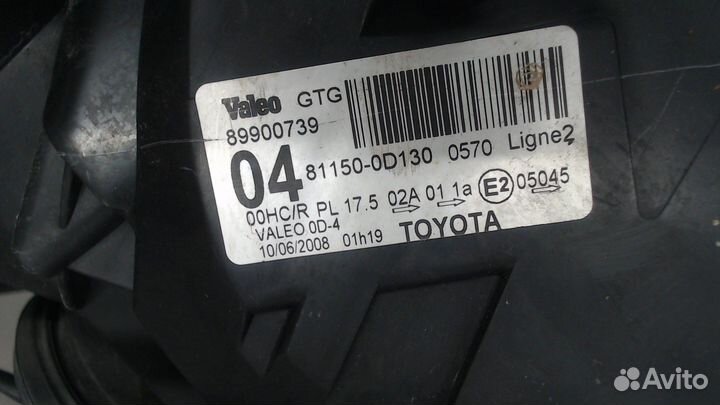 Valeo GTG
89900739
04 81150-0D130 0570 Ligne2
00HC/R PL 17.5 02A 01 1a E2 05045
VALEO 0D-4
10/06/2008 01h19 TOYOTA
Avito